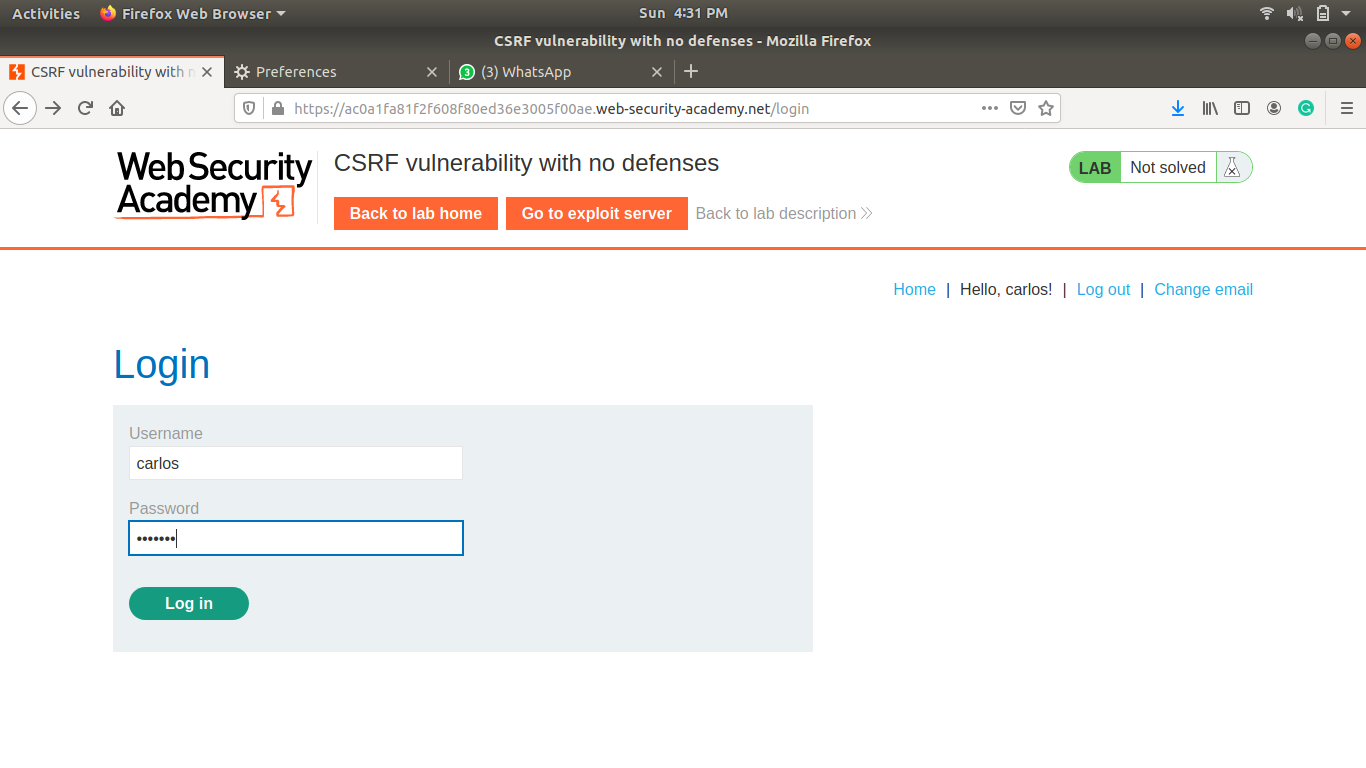 Activities Firefox Web Browser Sun 4:31 PM
CSRF vulnerability with no defenses - Mozilla Firefox
CSRF vulnerability with n Preferences 3 (3) WhatsApp
https://ac0a1fa81f2f608f80ed36e3005f00ae.web-security-academy.net/login
Web Security
Academy
CSRF vulnerability with no defenses
LAB Not solved
Back to lab home Go to exploit server Back to lab description
Home | Hello, carlos! | Log out | Change email
Login
Username
carlos
Password
•••••••
Log in